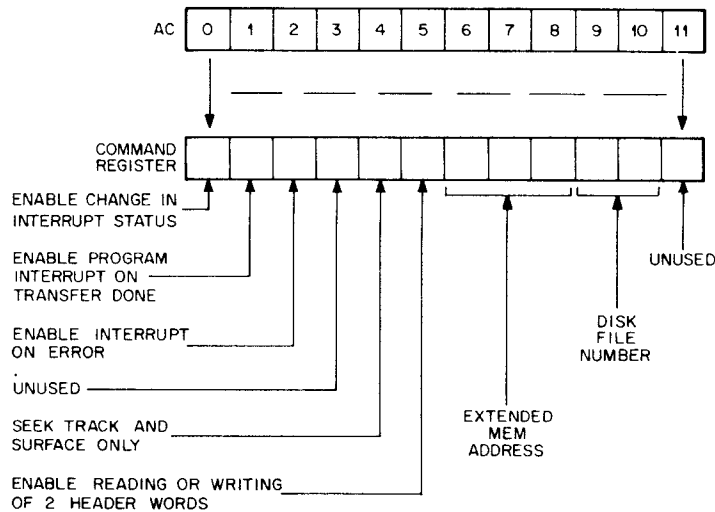 AC 0 1 2 3 4 5 6 7 8 9 10 11
COMMAND
REGISTER
ENABLE CHANGE IN
INTERRUPT STATUS
ENABLE PROGRAM
INTERRUPT ON
TRANSFER DONE
ENABLE INTERRUPT
ON ERROR
UNUSED
SEEK TRACK AND
SURFACE ONLY
ENABLE READING OR WRITING
OF 2 HEADER WORDS
EXTENDED
MEM
ADDRESS
DISK
FILE
NUMBER
UNUSED